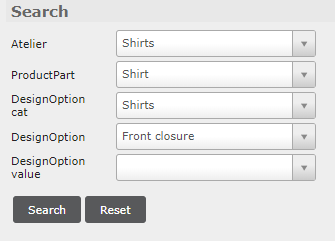 Search
Atelier Shirts
ProductPart Shirt
DesignOption cat Shirts
DesignOption Front closure
DesignOption value
Search Reset